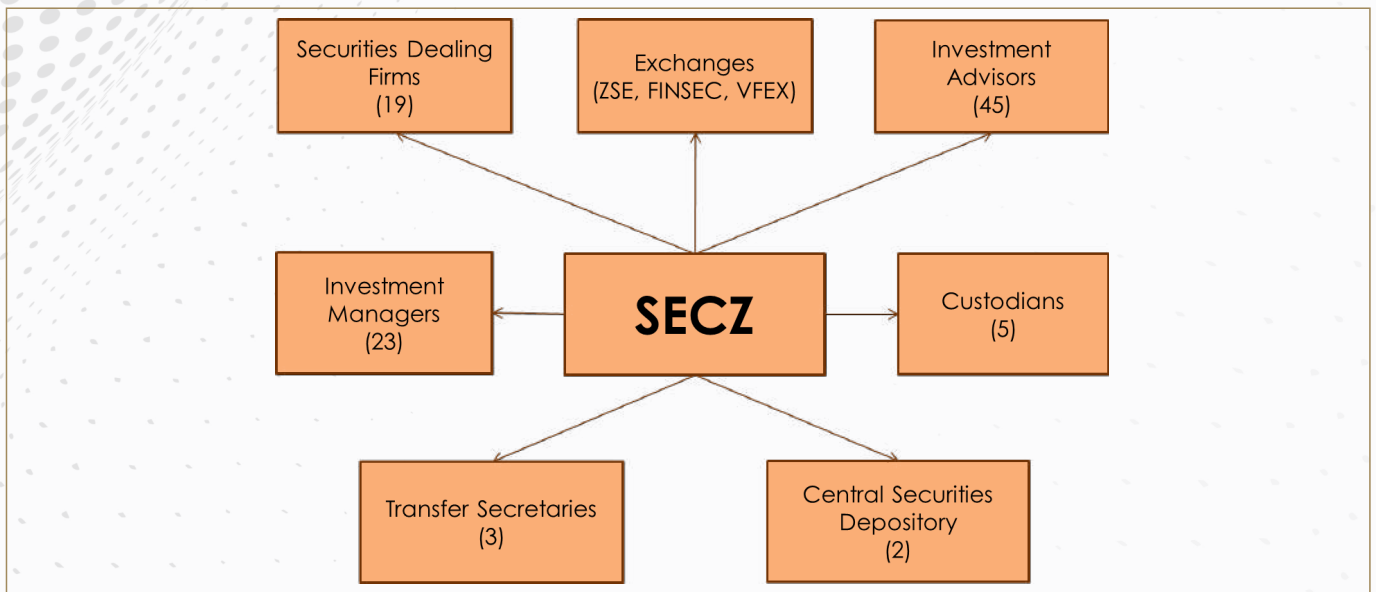 Securities Dealing
Firms
(19)
Exchanges
(ZSE, FINSEC, VFEX)
Investment
Advisors
(45)
Investment
Managers
(23)
SECZ
Custodians
(5)
Transfer Secretaries
(3)
Central Securities
Depository
(2)